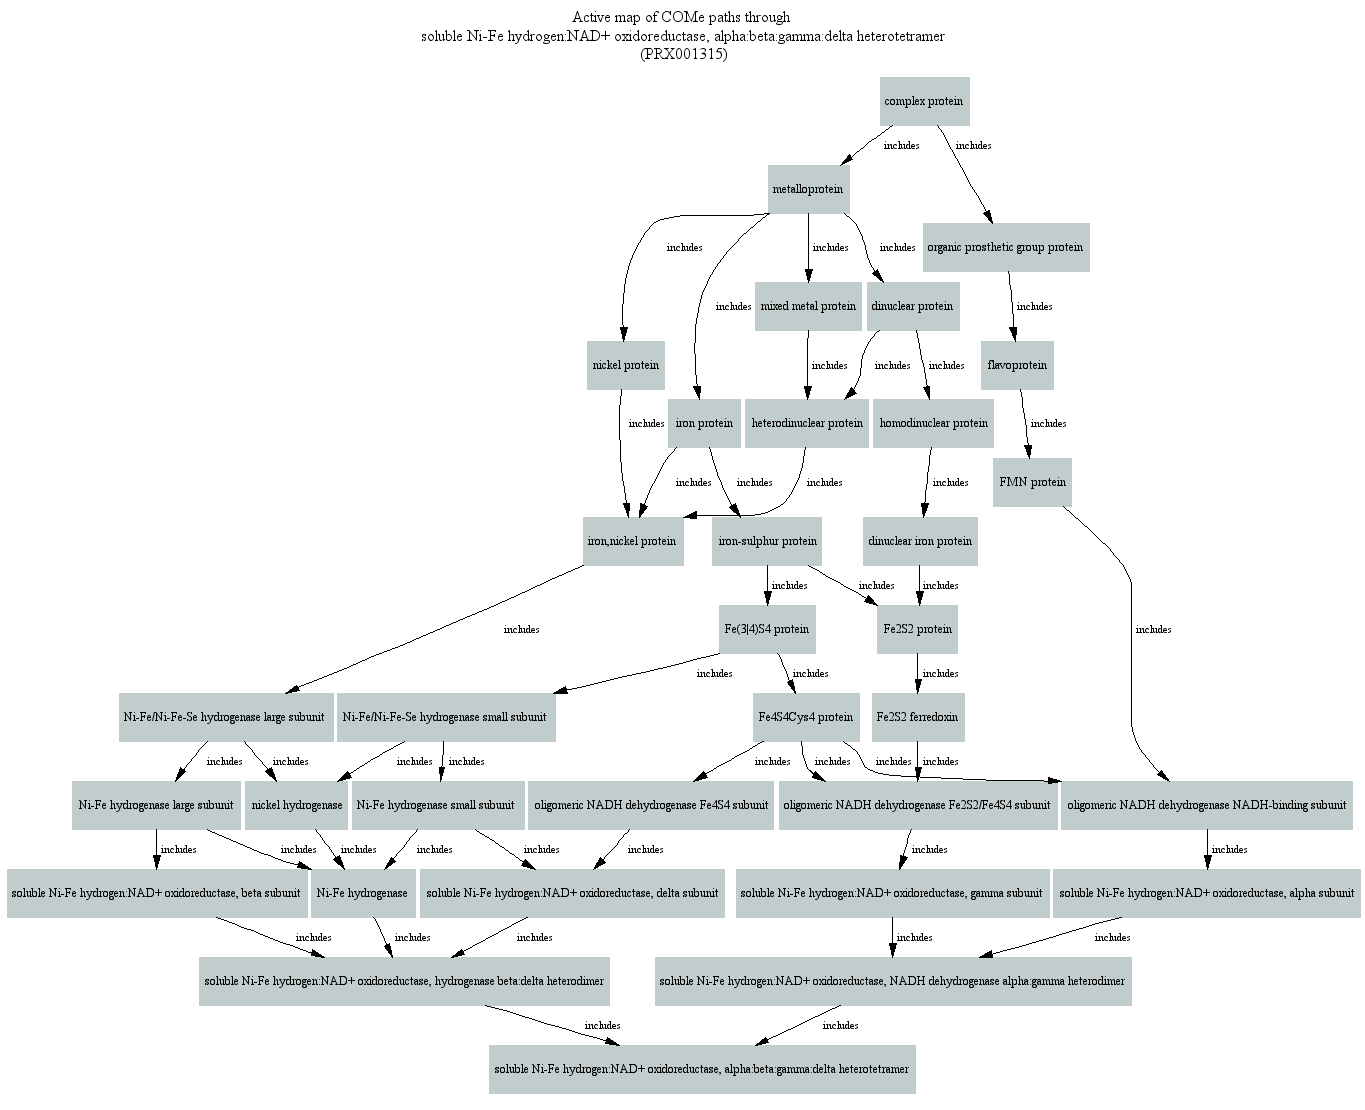 Active map of COMe paths through
soluble Ni-Fe hydrogen:NAD+ oxidoreductase, alpha:beta:gamma:delta heterotetramer
(PRX001315)
complex protein
includes
includes
metalloprotein
organic prosthetic group protein
includes
includes
includes
includes
mixed metal protein
dinuclear protein
includes
includes
nickel protein
includes
includes
includes
flavoprotein
includes
iron protein
heterodinuclear protein
homodinuclear protein
includes
FMN protein
includes
includes
includes
includes
iron,nickel protein
iron-sulphur protein
dinuclear iron protein
includes
includes
includes
includes
Fe(3|4)S4 protein
Fe2S2 protein
includes
includes
includes
includes
Ni-Fe/Ni-Fe-Se hydrogenase large subunit
Ni-Fe/Ni-Fe-Se hydrogenase small subunit
Fe4S4Cys4 protein
Fe2S2 ferredoxin
includes
includes
includes
includes
includes
includes
includes
includes
Ni-Fe hydrogenase large subunit
nickel hydrogenase
Ni-Fe hydrogenase small subunit
oligomeric NADH dehydrogenase Fe4S4 subunit
oligomeric NADH dehydrogenase Fe2S2/Fe4S4 subunit
oligomeric NADH dehydrogenase NADH-binding subunit
includes
includes
includes
includes
includes
includes
includes
includes
soluble Ni-Fe hydrogen:NAD+ oxidoreductase, beta subunit
Ni-Fe hydrogenase
soluble Ni-Fe hydrogen:NAD+ oxidoreductase, delta subunit
soluble Ni-Fe hydrogen:NAD+ oxidoreductase, gamma subunit
soluble Ni-Fe hydrogen:NAD+ oxidoreductase, alpha subunit
includes
includes
includes
includes
includes
soluble Ni-Fe hydrogen:NAD+ oxidoreductase, hydrogenase beta:delta heterodimer
soluble Ni-Fe hydrogen:NAD+ oxidoreductase, NADH dehydrogenase alpha:gamma heterodimer
includes
includes
soluble Ni-Fe hydrogen:NAD+ oxidoreductase, alpha:beta:gamma:delta heterotetramer